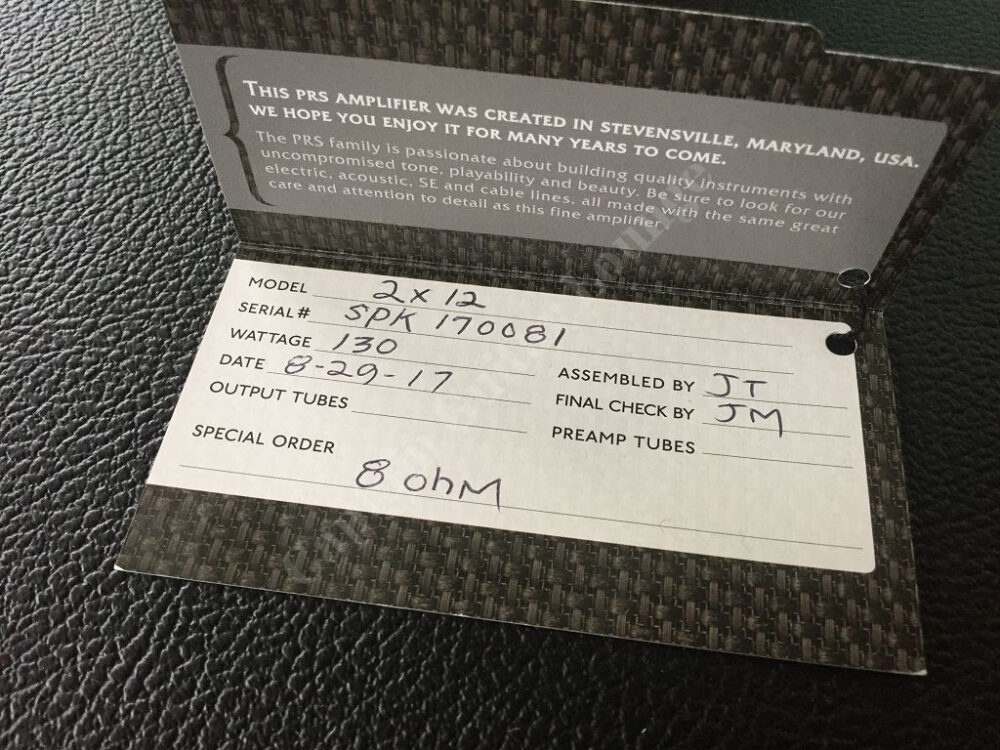 THIS PRS AMPLIFIER WAS CREATED IN STEVENSVILLE, MARYLAND, USA.
WE HOPE YOU ENJOY IT FOR MANY YEARS TO COME.
The PRS family is passionate about building quality instruments with
uncompromised tone, playability and beauty. Be sure to look for our
electric, acoustic, SE and cable lines, all made with the same great
care and attention to detail as this fine amplifier.
MODEL 2x12
SERIAL# SPK 170081
WATTAGE 130
DATE 8-29-17
ASSEMBLED BY JT
OUTPUT TUBES
FINAL CHECK BY JM
PREAMP TUBES
SPECIAL ORDER
8 ohM